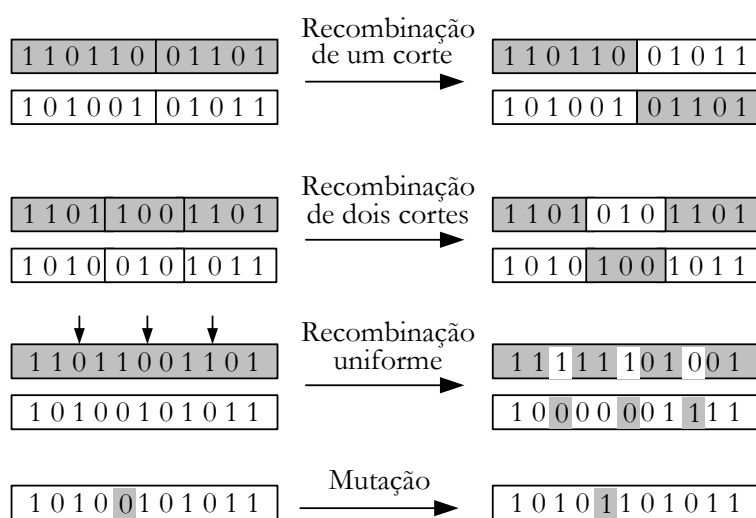 Recombinação
de um corte
110110 01101
110110 01011
101001 01011
101001 01101
Recombinação
de dois cortes
1101 100 1101
1101 010 1101
1010 010 1011
1010 100 1011
Recombinação
uniforme
11011001101
11111101001
10100101011
10000001111
Mutação
10100101011
10101101011